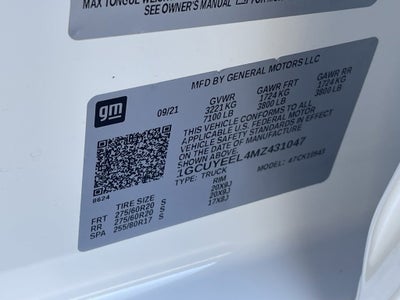 MAX TONGUE WEIGHT
SEE OWNER'S MANUAL
MFD BY GENERAL MOTORS LLC
gm
09/21
GVWR GAWR FRT GAWR RR
3221 KG 1724 KG 1724 KG
7100 LB 3800 LB 3800 LB
THIS VEHICLE CONFORMS TO ALL
APPLICABLE U.S. FEDERAL MOTOR
VEHICLE SAFETY STANDARDS IN EFFECT
ON THE DATE OF MANUFACTURE
SHOWN ABOVE.
1GCUYEEL4MZ431047
TYPE: TRUCK MODEL: 
8624
TIRE SIZE RIM
FRT 275/60R20 S 20X9J
RR 275/60R20 S 20X9J
SPA 255/80R17 S 17X8J